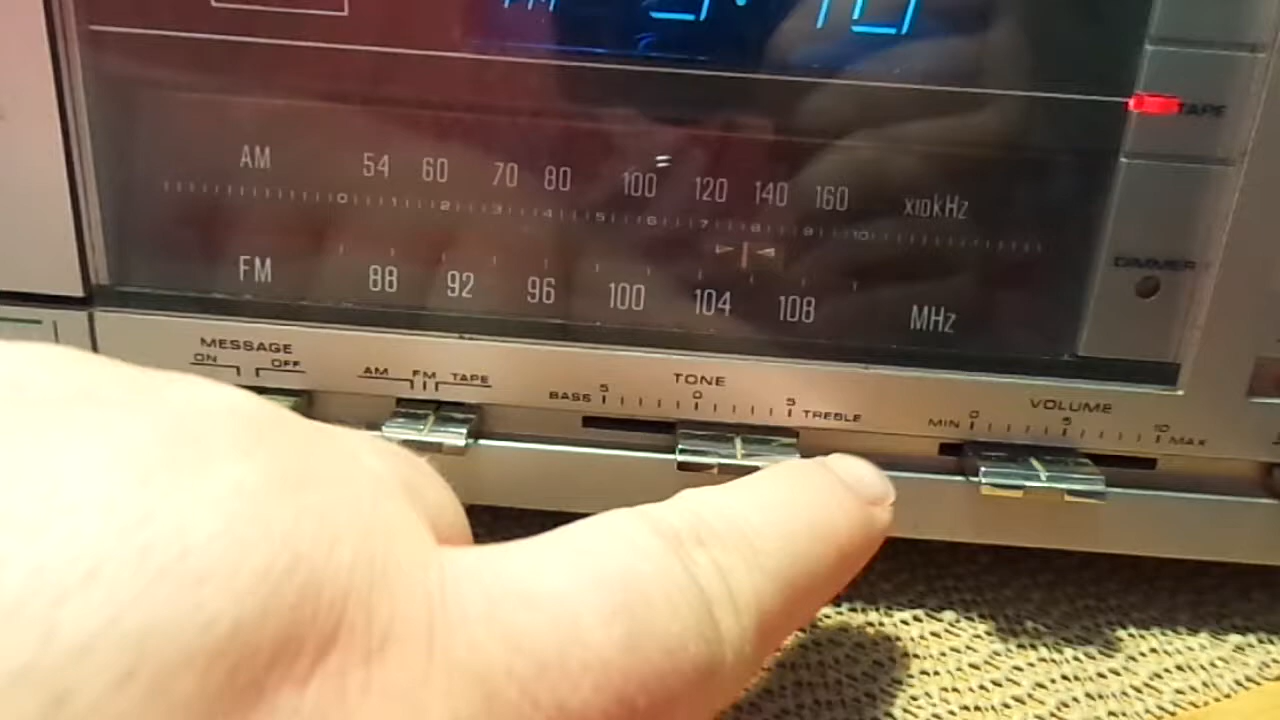 PM
TAPE
AM 54 60 70 80 100 120 140 160 x10kHz
0 1 2 3 4 5 6 7 8 9 10
DIMMER
FM 88 92 96 100 104 108 MHz
MESSAGE
ON OFF
AM FM TAPE
TONE
BASS 5 0 5 TREBLE
VOLUME
MIN 0 5 10 MAX